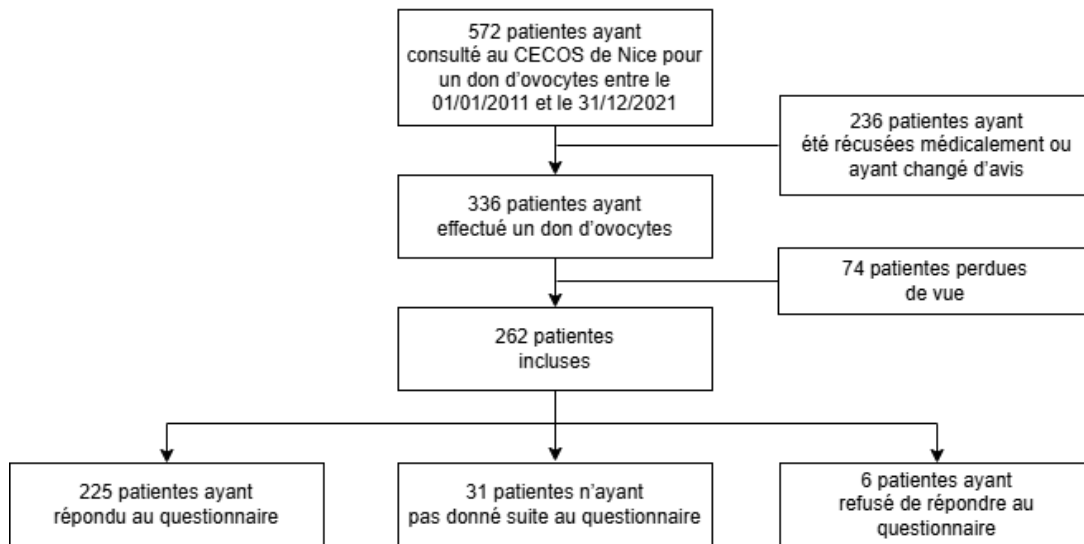 572 patientes ayant
consulté au CECOS de Nice pour
un don d'ovocytes entre le
01/01/2011 et le 31/12/2021
236 patientes ayant
été récusées médicalement ou
ayant changé d'avis
336 patientes ayant
effectué un don d'ovocytes
74 patientes perdues
de vue
262 patientes
incluses
225 patientes ayant
répondu au questionnaire
31 patientes n'ayant
pas donné suite au questionnaire
6 patientes ayant
refusé de répondre au
questionnaire